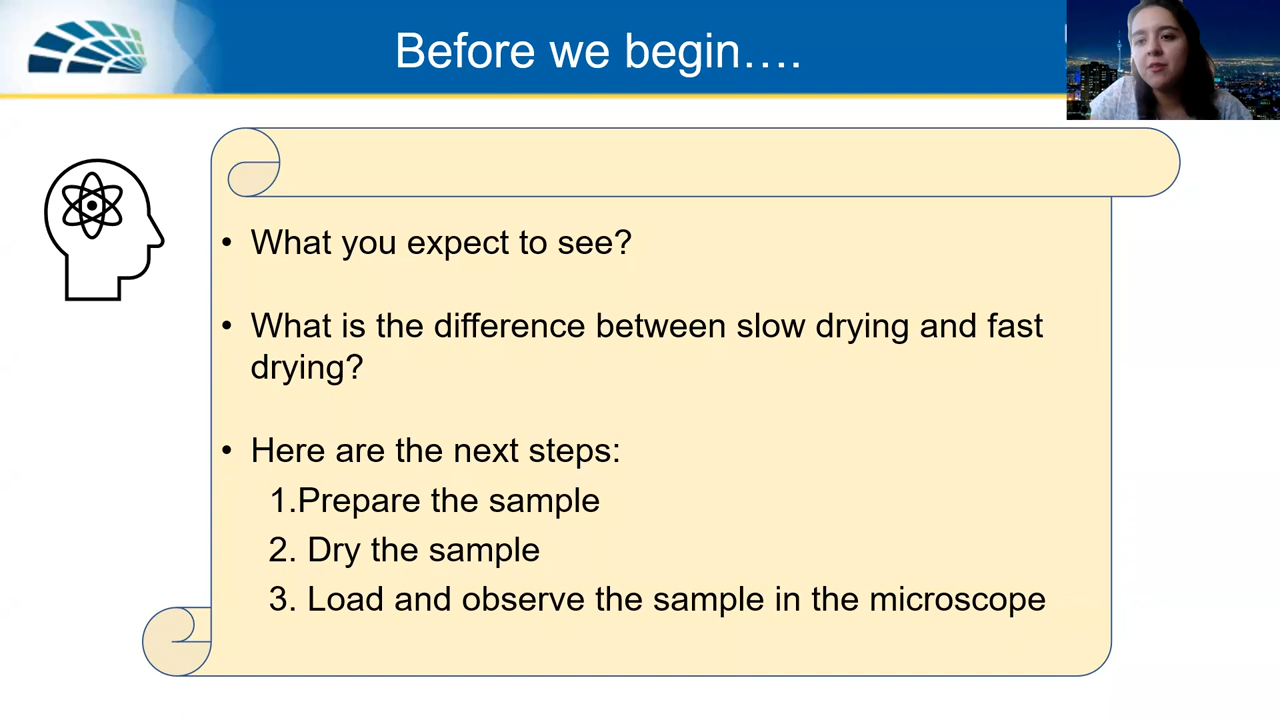 Before we begin….
• What you expect to see?
• What is the difference between slow drying and fast
drying?
• Here are the next steps:
1.Prepare the sample
2. Dry the sample
3. Load and observe the sample in the microscope